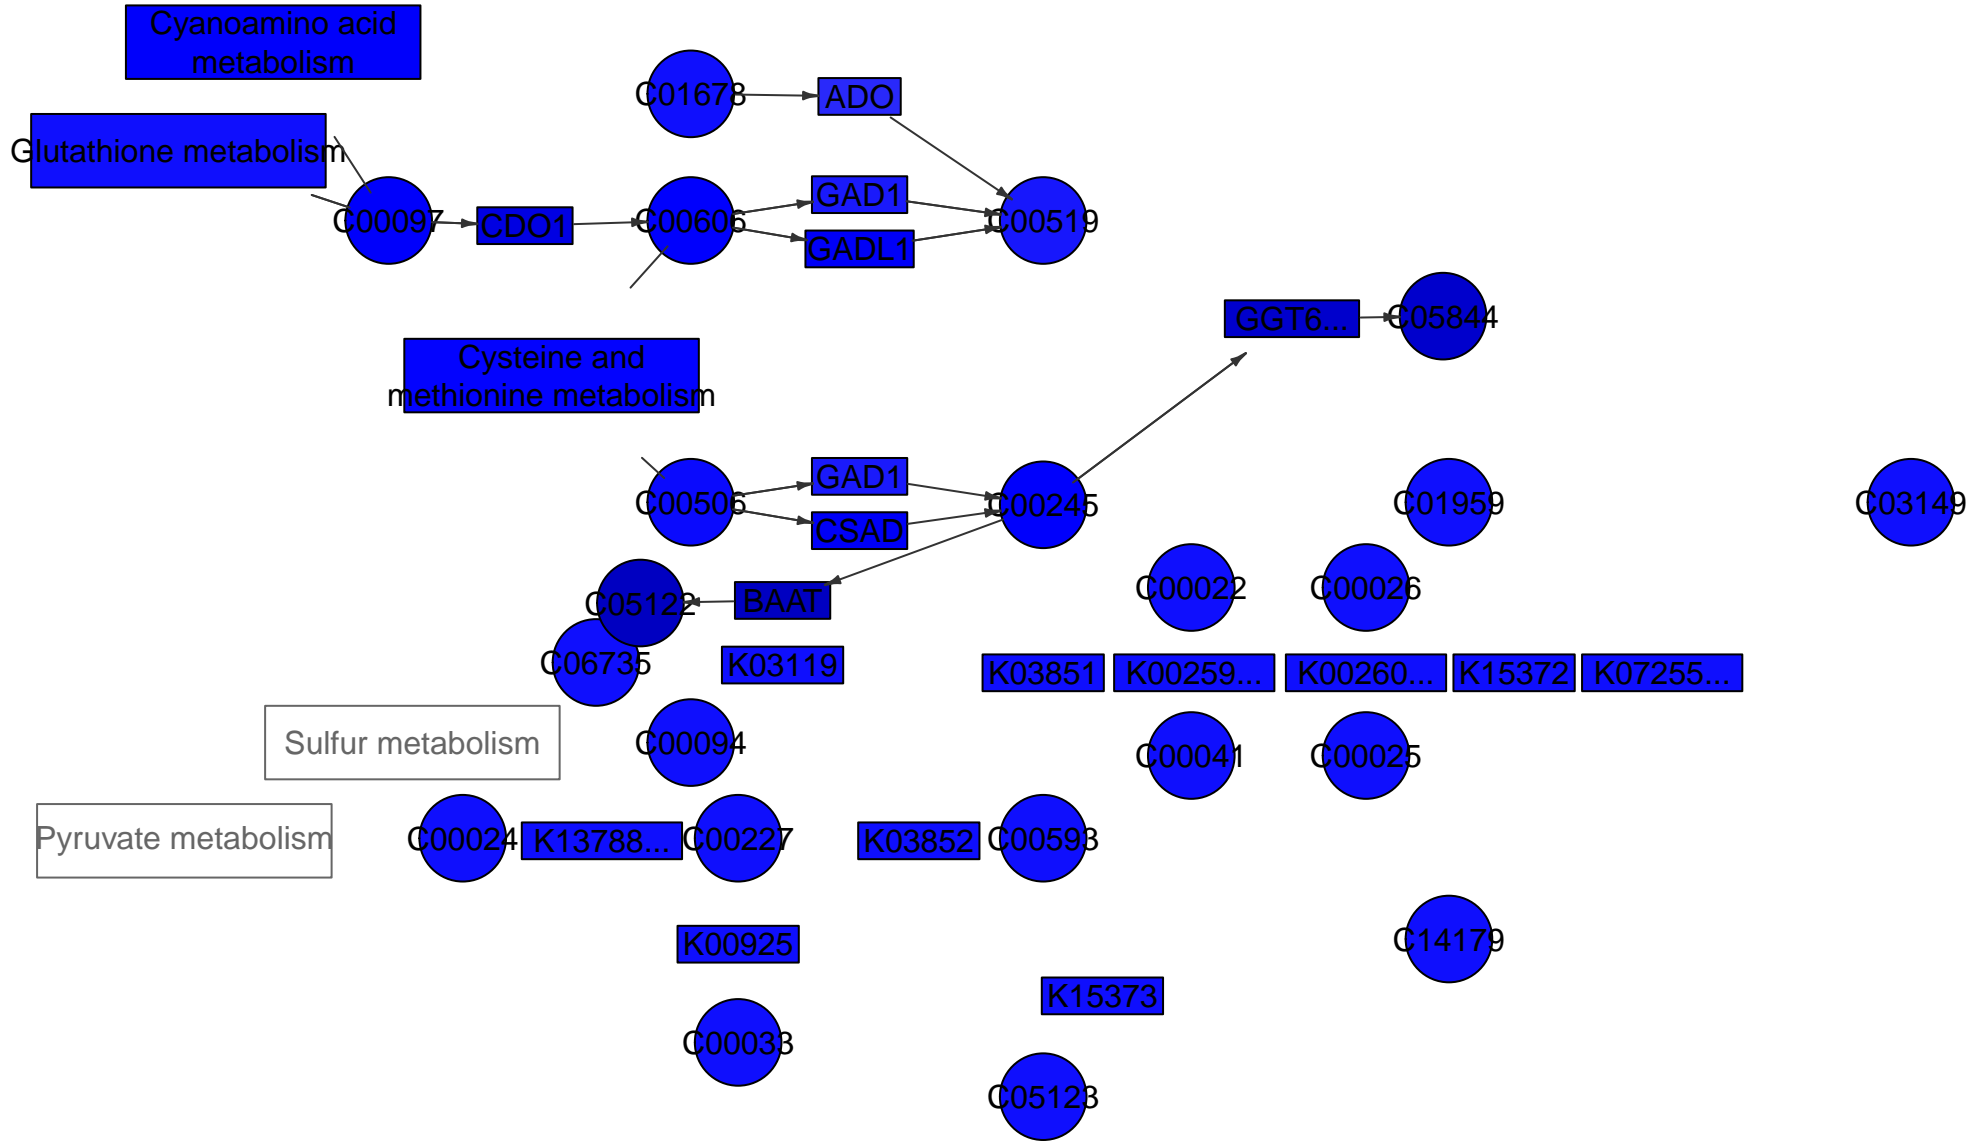 Cyanoamino acid
metabolism
C01678
ADO
Glutathione metabolism
GAD1
C00097
CDO1
C00606
C00519
GADL1
GGT6...
C05844
Cysteine and
methionine metabolism
GAD1
C00506
C00245
C01959
C03149
CSAD
C00022
C00026
C05122
BAAT
C06735
K03119
K03851
K00259...
K00260...
K15372
K07255...
Sulfur metabolism
C00094
C00041
C00025
Pyruvate metabolism
C00024
K13788...
C00227
K03852
C00593
K00925
C14179
K15373
C00033
C05123